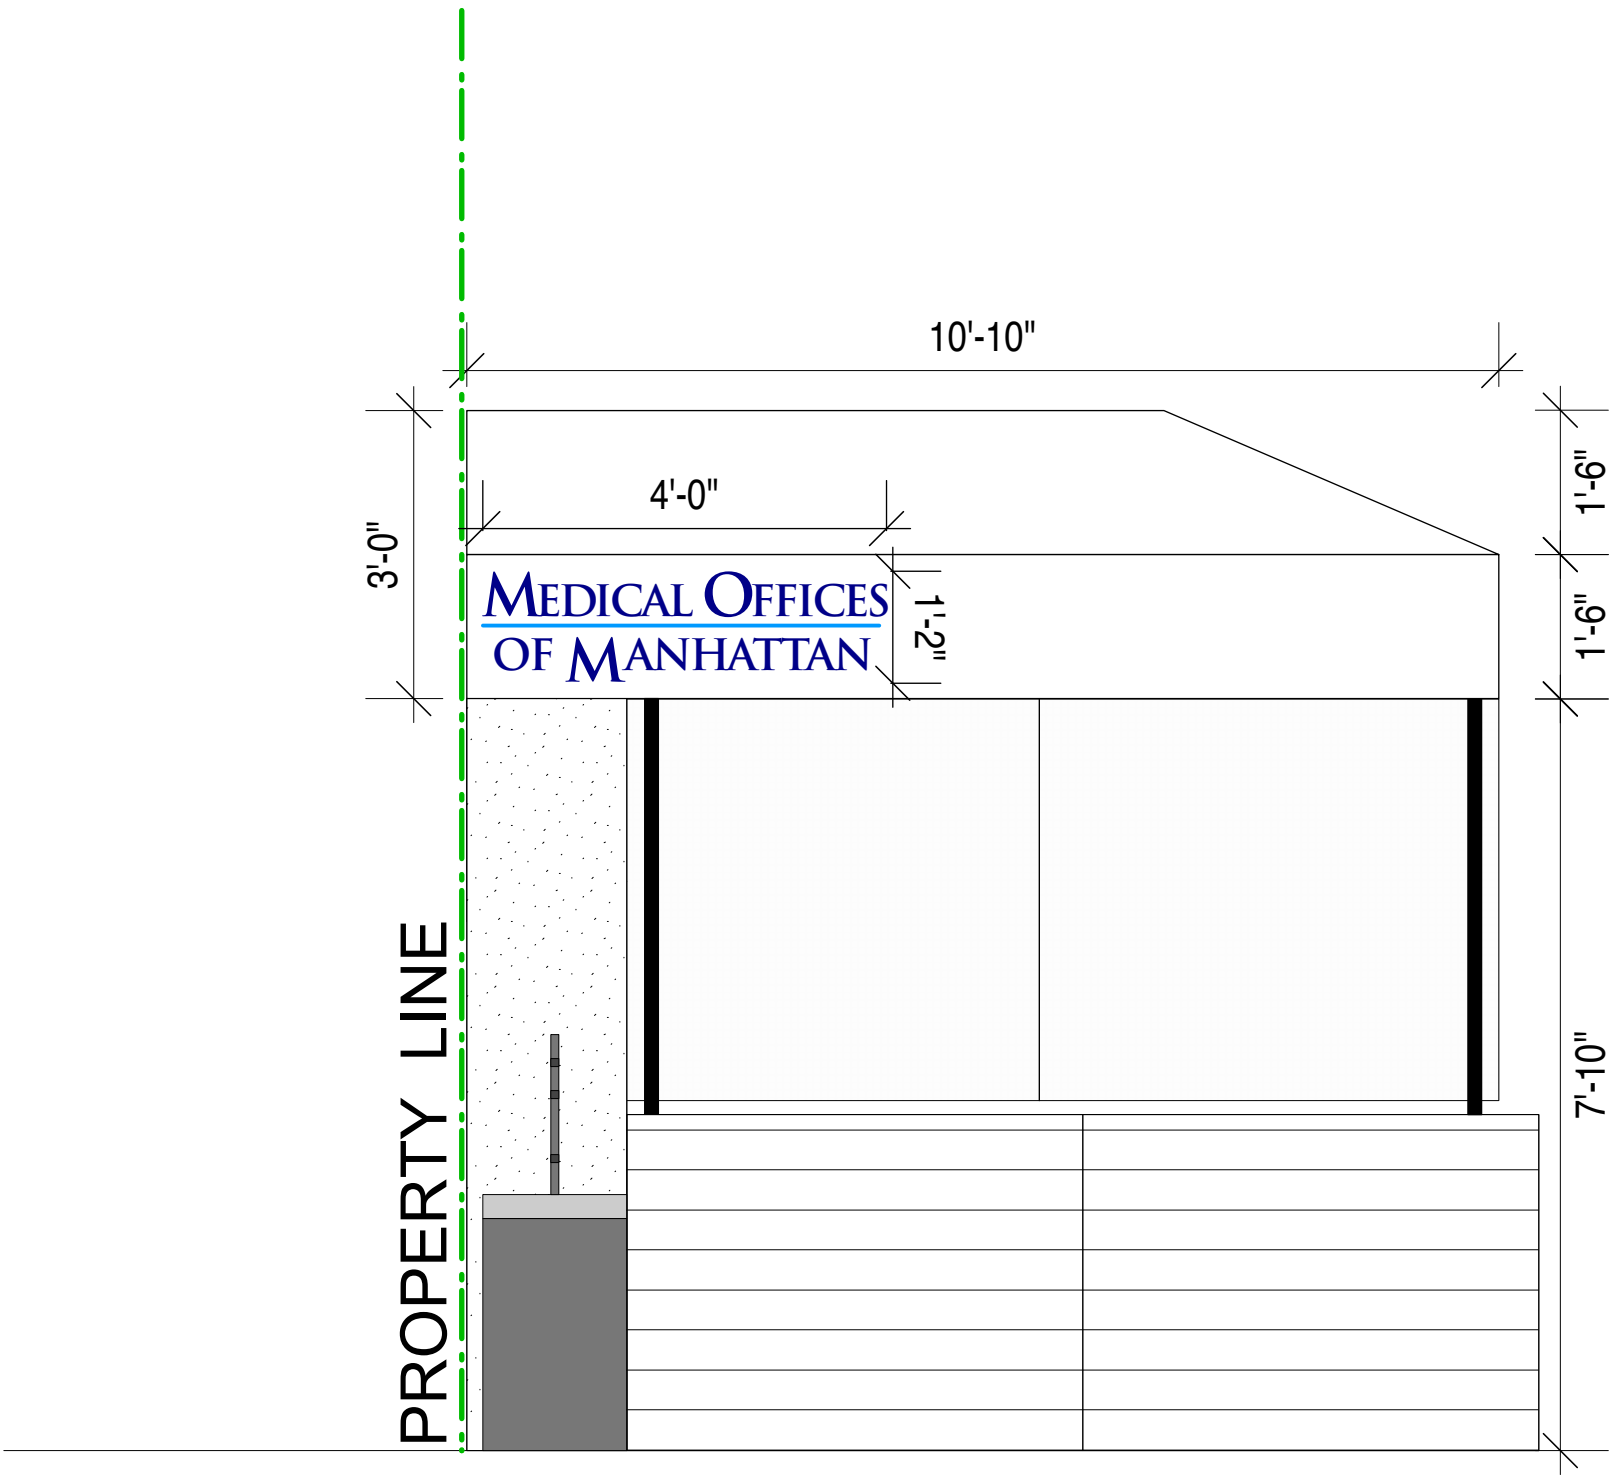 10'-10"
1'-6"
4'-0"
3'-0"
MEDICAL OFFICES
OF MANHATTAN
1'-2"
1'-6"
7'-10"
PROPERTY LINE